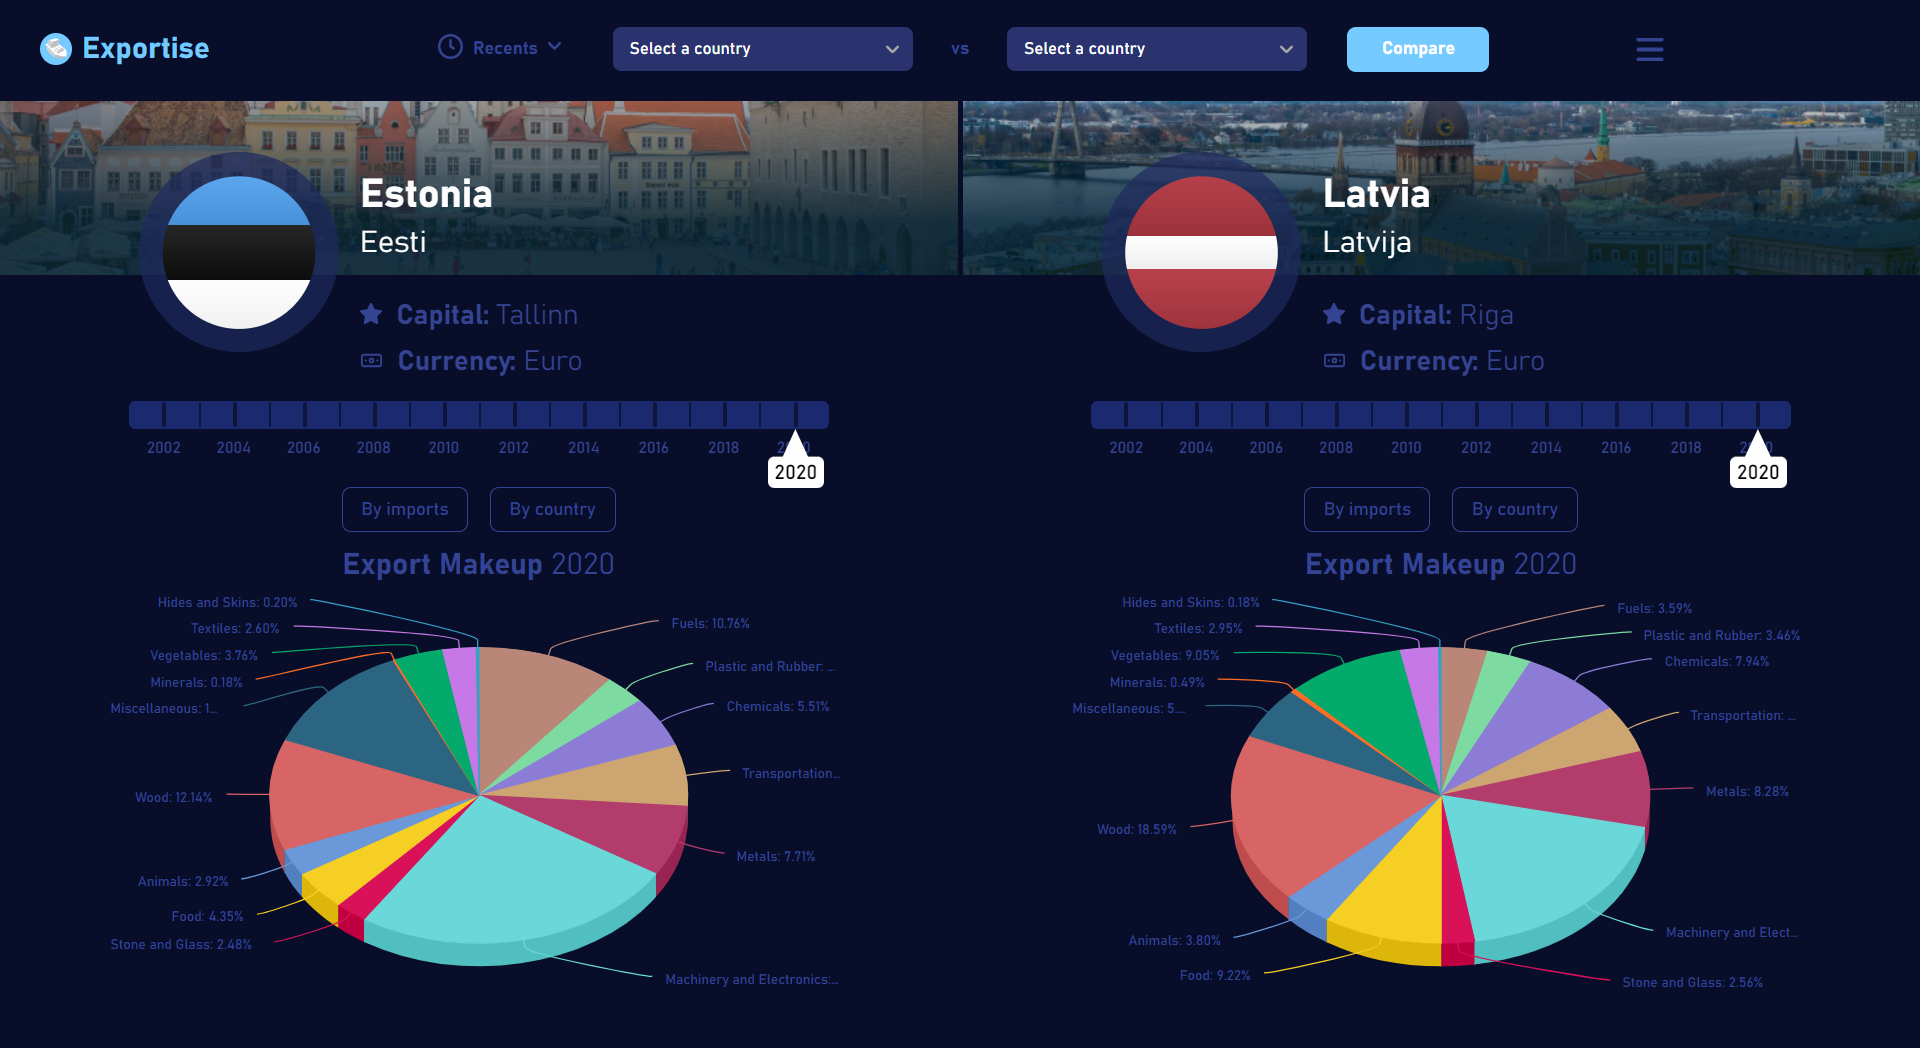 Exportise
Recents
Select a country
vs
Select a country
Compare
Estonia
Eesti
Capital: Tallinn
Currency: Euro
2002 2004 2006 2008 2010 2012 2014 2016 2018
2020
By imports
By country
Export Makeup 2020
Hides and Skins: 0.20%
Textiles: 2.60%
Vegetables: 3.76%
Minerals: 0.18%
Miscellaneous: 1...
Wood: 12.14%
Animals: 2.92%
Food: 4.35%
Stone and Glass: 2.48%
Fuels: 10.76%
Plastic and Rubber: ...
Chemicals: 5.51%
Transportation...
Metals: 7.71%
Machinery and Electronics:...
Latvia
Latvija
Capital: Riga
Currency: Euro
2002 2004 2006 2008 2010 2012 2014 2016 2018
2020
By imports
By country
Export Makeup 2020
Hides and Skins: 0.18%
Textiles: 2.95%
Vegetables: 9.05%
Minerals: 0.49%
Miscellaneous: 5....
Wood: 18.59%
Animals: 3.80%
Food: 9.22%
Fuels: 3.59%
Plastic and Rubber: 3.46%
Chemicals: 7.94%
Transportation: ...
Metals: 8.28%
Machinery and Elect...
Stone and Glass: 2.56%